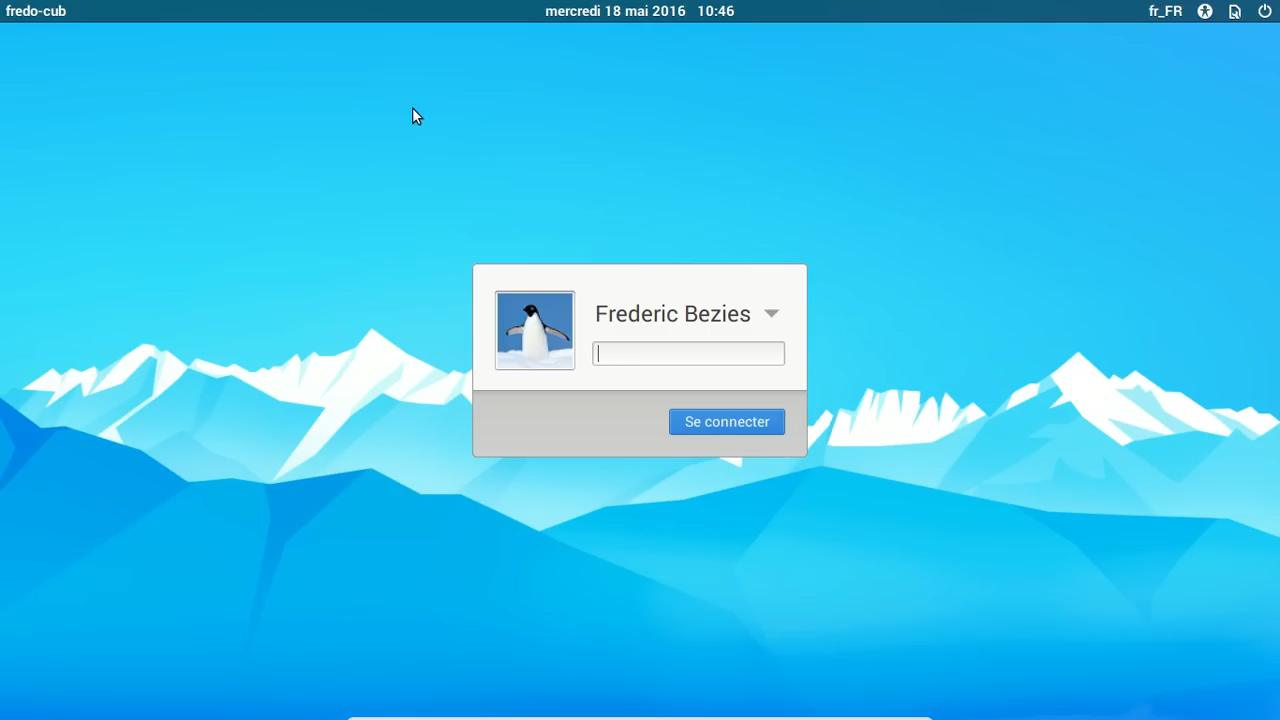 fredo-cub
mercredi 18 mai 2016 10:46
fr_FR
Frederic Bezies
Se connecter